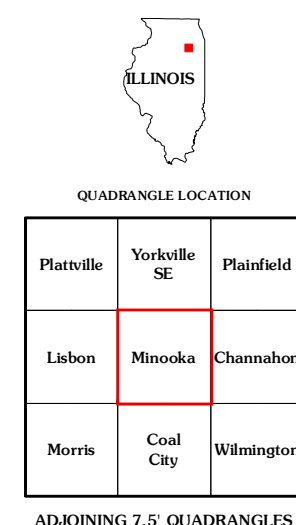 ILLINOIS
QUADRANGLE LOCATION
Plattville
Yorkville
SE
Plainfield
Lisbon
Minooka
Channahon
Morris
Coal
City
Wilmington
ADJOINING 7.5' QUADRANGLES